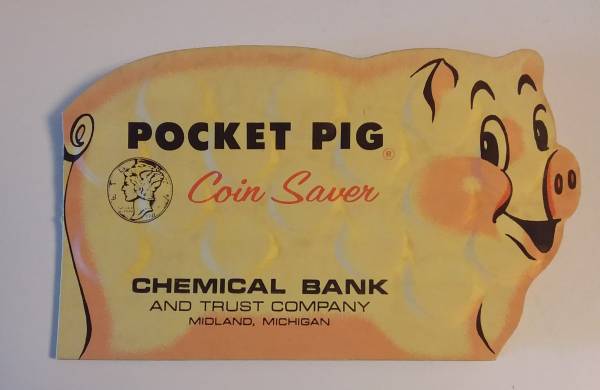 POCKET PIG®
Coin Saver
CHEMICAL BANK
AND TRUST COMPANY
MIDLAND, MICHIGAN